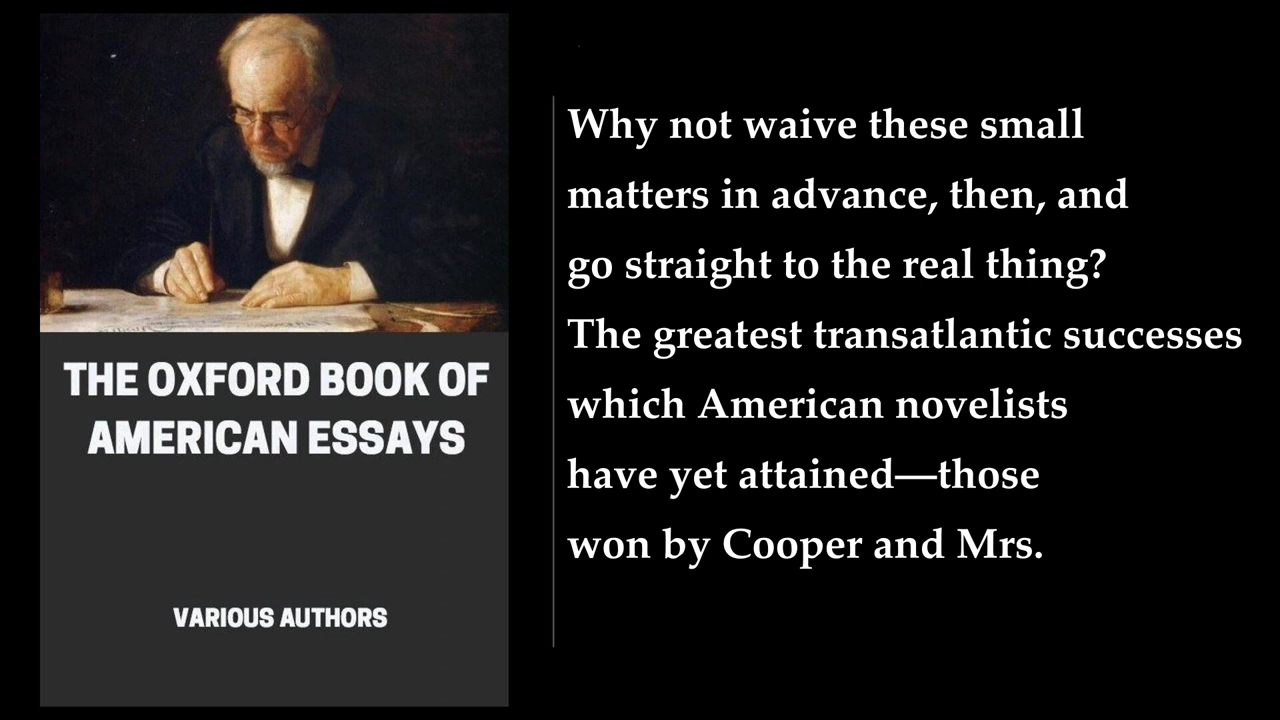 THE OXFORD BOOK OF
AMERICAN ESSAYS
VARIOUS AUTHORS
Why not waive these small
matters in advance, then, and
go straight to the real thing?
The greatest transatlantic successes
which American novelists
have yet attained—those
won by Cooper and Mrs.